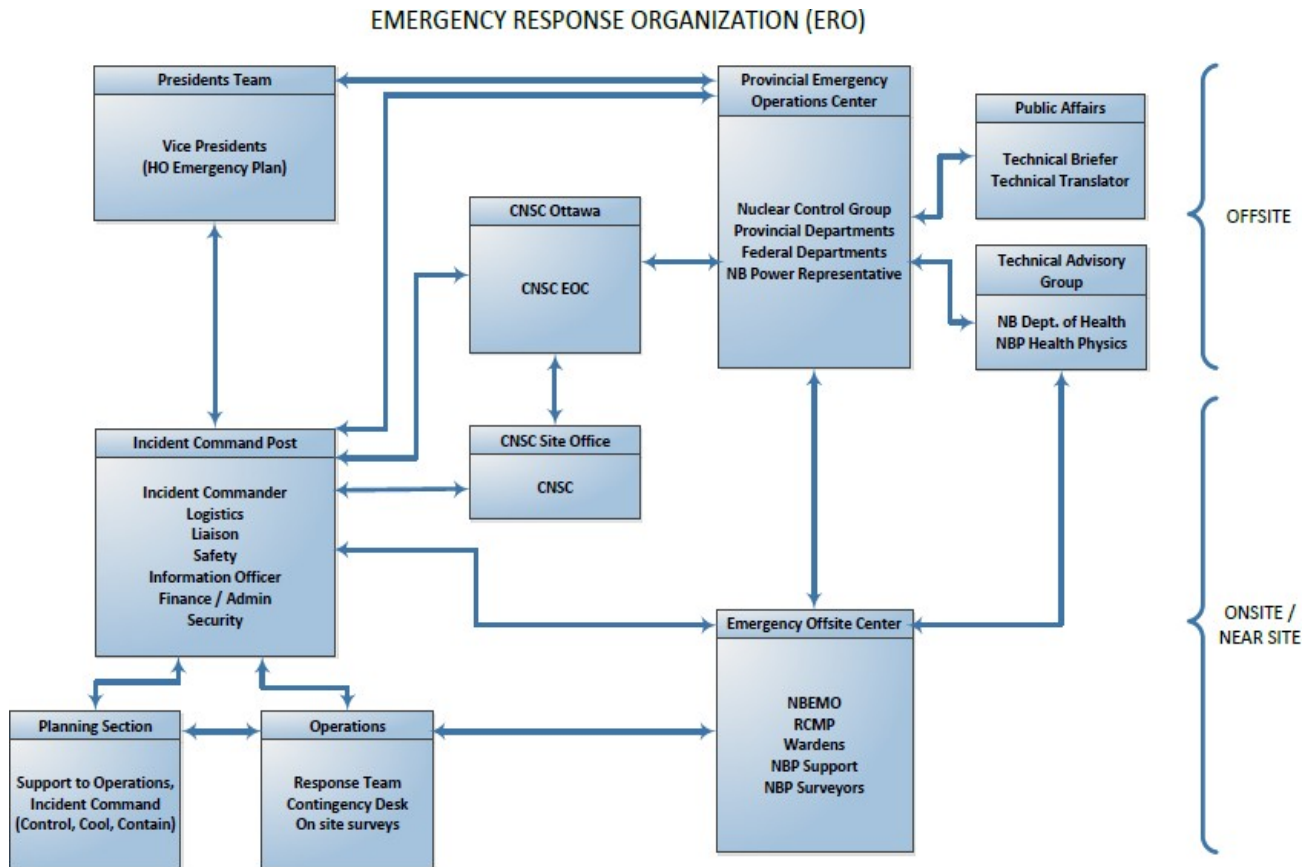 EMERGENCY RESPONSE ORGANIZATION (ERO)
Presidents Team
Vice Presidents
(HO Emergency Plan)
Provincial Emergency
Operations Center
Nuclear Control Group
Provincial Departments
Federal Departments
NB Power Representative
Public Affairs
Technical Briefer
Technical Translator
OFFSITE
CNSC Ottawa
CNSC EOC
Technical Advisory
Group
NB Dept. of Health
NBP Health Physics
Incident Command Post
Incident Commander
Logistics
Liaison
Safety
Information Officer
Finance / Admin
Security
CNSC Site Office
CNSC
Emergency Offsite Center
NBEMO
RCMP
Wardens
NBP Support
NBP Surveyors
ONSITE /
NEAR SITE
Planning Section
Support to Operations,
Incident Command
(Control, Cool, Contain)
Operations
Response Team
Contingency Desk
On site surveys